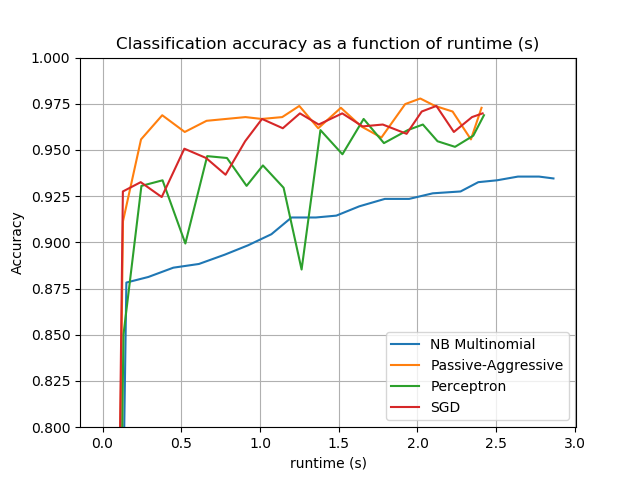 Classification accuracy as a function of runtime (s)
1.000
0.975
0.950
0.925
0.900
0.875
0.850
0.825
0.800
Accuracy
0.0 0.5 1.0 1.5 2.0 2.5 3.0
runtime (s)
NB Multinomial
Passive-Aggressive
Perceptron
SGD